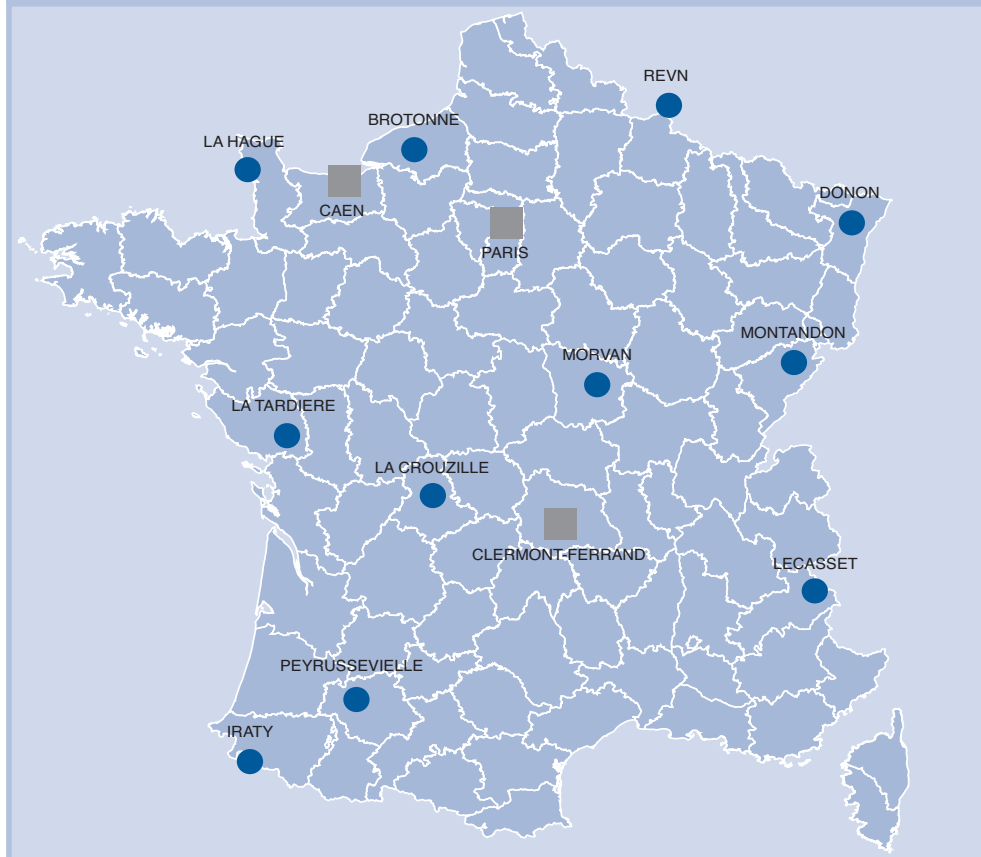 REVN
BROTONNE
LA HAGUE
DONON
CAEN
PARIS
MONTANDON
MORVAN
LA TARDIERE
LA CROUZILLE
CLERMONT-FERRAND
LECASSET
PEYRUSSEVIELLE
IRATY